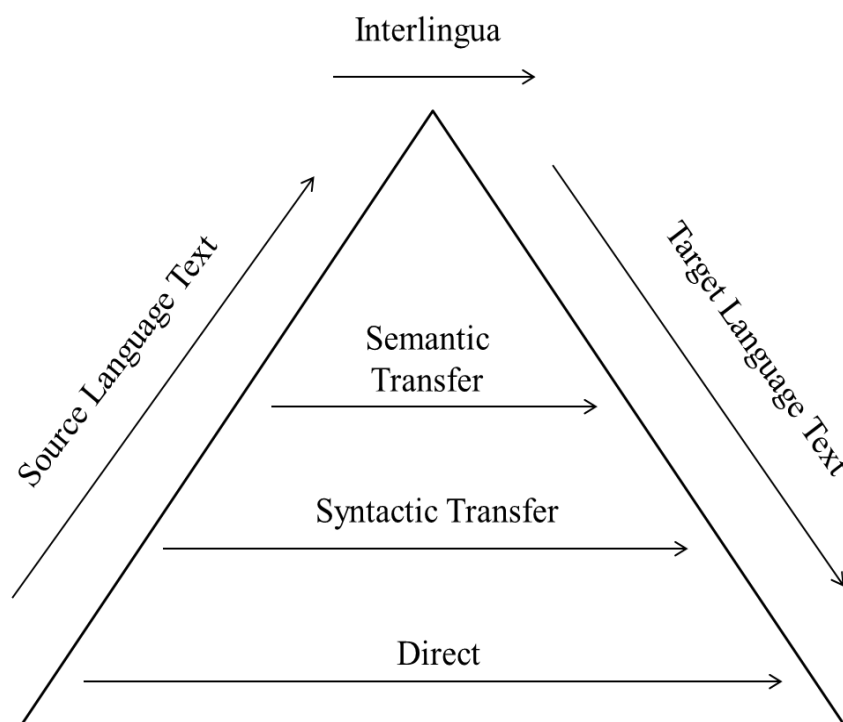 Interlingua
Source Language Text
Target Language Text
Semantic
Transfer
Syntactic Transfer
Direct